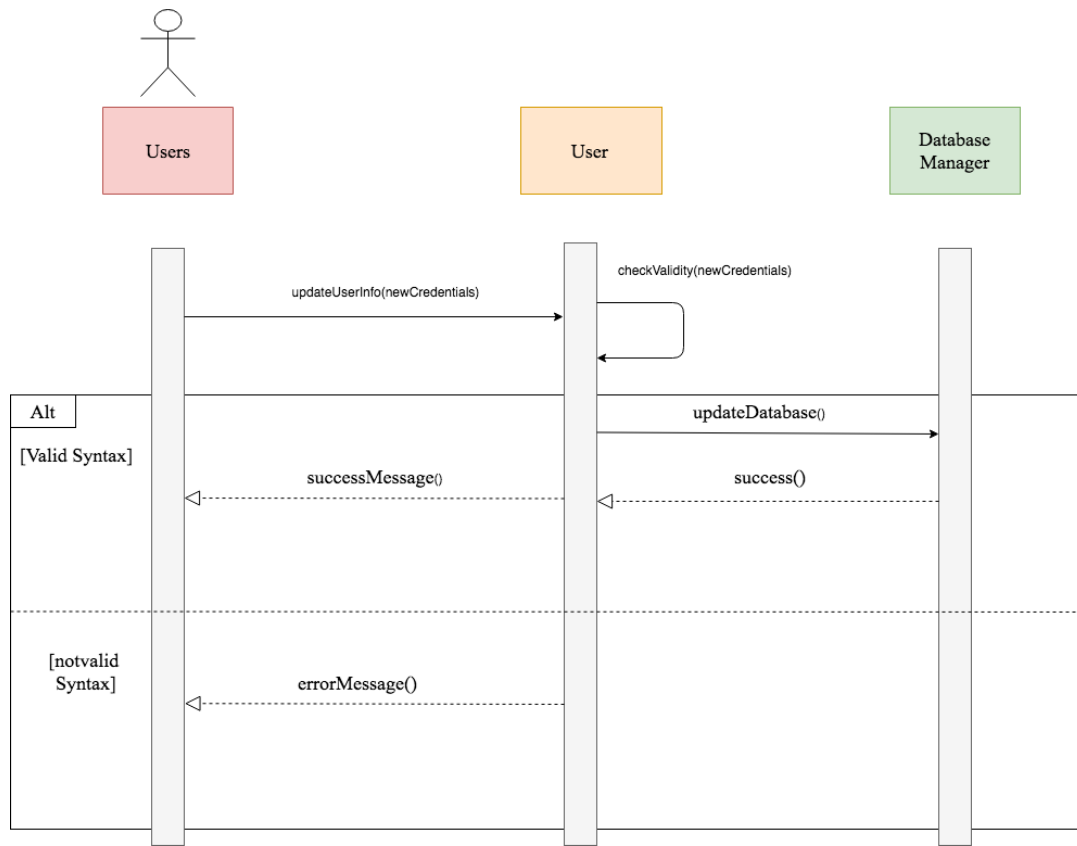 Users
User
Database
Manager
checkValidity(newCredentials)
updateUserInfo(newCredentials)
Alt
updateDatabase()
[Valid Syntax]
successMessage()
success()
[notvalid
Syntax]
errorMessage()